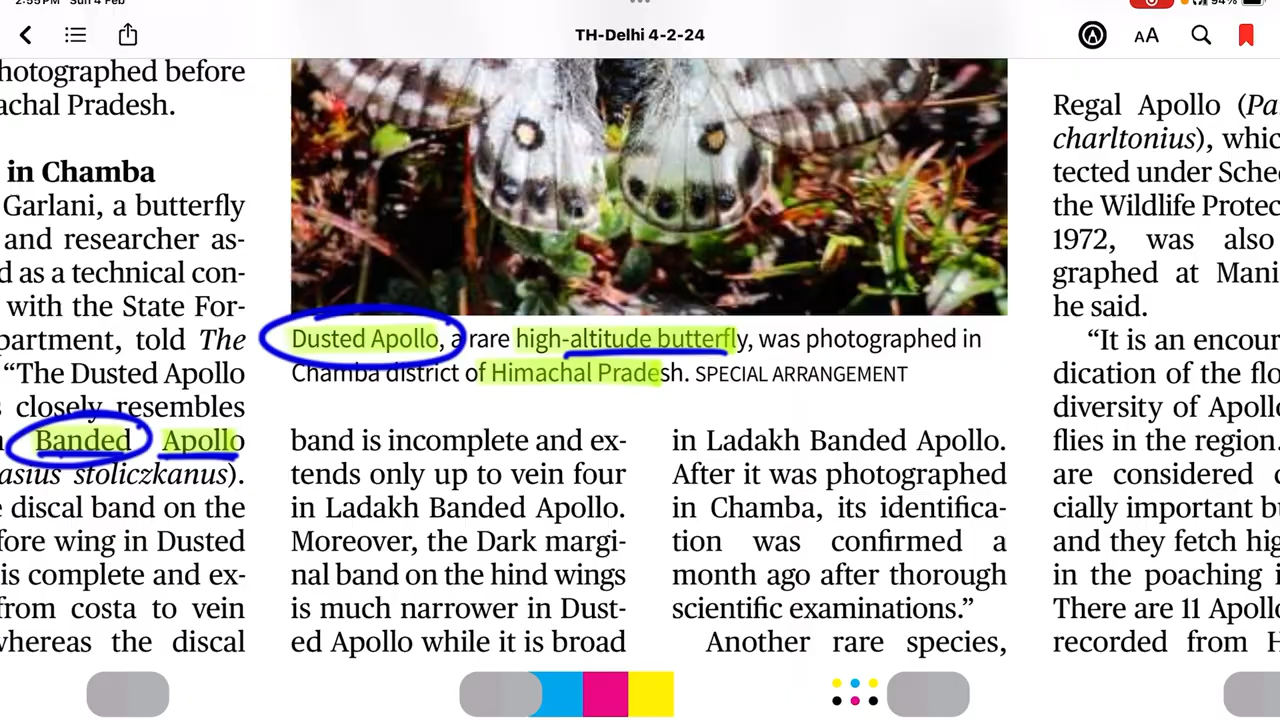 2:55PM Sun 4 Feb
94%
TH-Delhi 4-2-24
AA
hotographed before
achal Pradesh.
in Chamba
Garlani, a butterfly
and researcher as-
d as a technical con-
with the State For-
partment, told The
“The Dusted Apollo
s closely resembles
Banded Apollo
asius stoliczkanus).
e discal band on the
fore wing in Dusted
is complete and ex-
from costa to vein
whereas the discal
Dusted Apollo, a rare high-altitude butterfly, was photographed in
Chamba district of Himachal Pradesh. SPECIAL ARRANGEMENT
band is incomplete and ex-
tends only up to vein four
in Ladakh Banded Apollo.
Moreover, the Dark margi-
nal band on the hind wings
is much narrower in Dust-
ed Apollo while it is broad
in Ladakh Banded Apollo.
After it was photographed
in Chamba, its identifica-
tion was confirmed a
month ago after thorough
scientific examinations.”
Another rare species,
Regal Apollo (Pa
charltonius), whic
tected under Sche
the Wildlife Protec
1972, was also
graphed at Mani
he said.
“It is an encour
dication of the flo
diversity of Apollo
flies in the region.
are considered c
cially important bu
and they fetch hig
in the poaching i
There are 11 Apollo
recorded from H